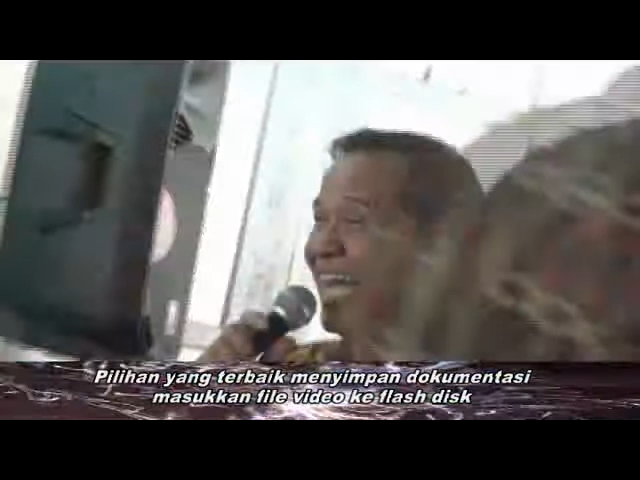 Pilihan yang terbaik menyimpan dokumentasi
masukkan file video ke flash disk